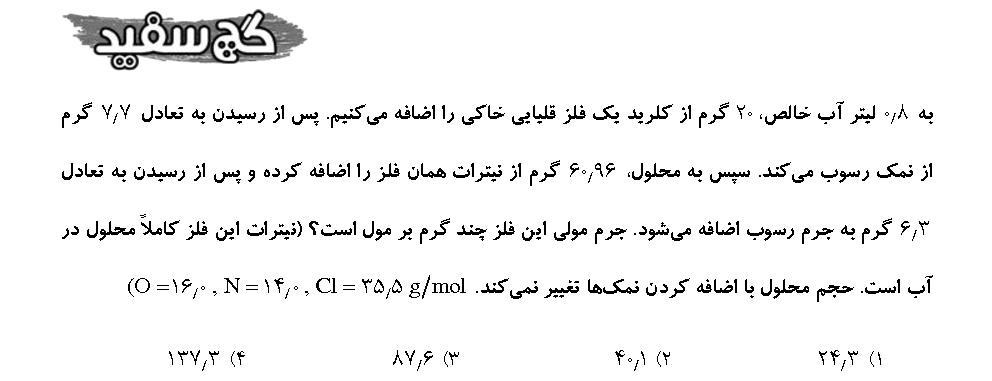 گچ سفید
به ۰٫۸ لیتر آب خالص، ۲۰ گرم از کلرید یک فلز قلیایی خاکی را اضافه می‌کنیم. پس از رسیدن به تعادل ۷٫۷ گرم
از نمک رسوب می‌کند. سپس به محلول، ۶۰٫۹۶ گرم از نیترات همان فلز را اضافه کرده و پس از رسیدن به تعادل
۶٫۳ گرم به جرم رسوب اضافه می‌شود. جرم مولی این فلز چند گرم بر مول است؟ (نیترات این فلز کاملاً محلول در
آب است. حجم محلول با اضافه کردن نمک‌ها تغییر نمی‌کند. O = ۱۶٫۰ , N = ۱۴٫۰ , Cl = ۳۵٫۵ g/mol)
۱) ۲۴٫۳ ۲) ۴۰٫۱ ۳) ۸۷٫۶ ۴) ۱۳۷٫۳